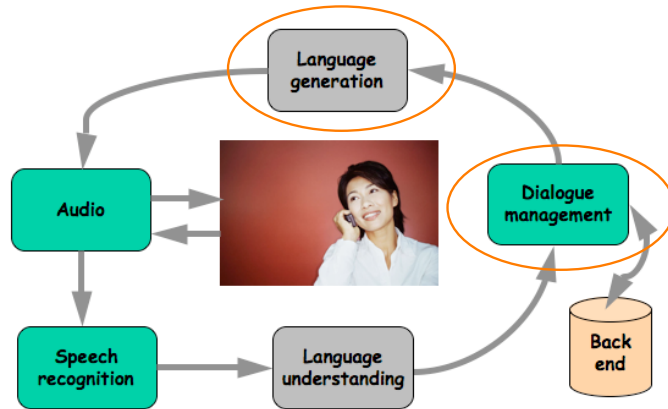 Language
generation
Audio
Dialogue
management
Speech
recognition
Language
understanding
Back
end